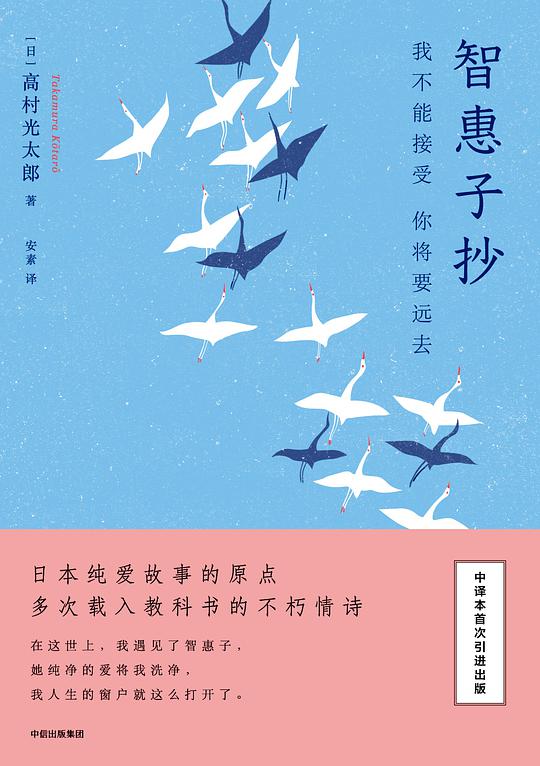 智惠子抄
我不能接受 你将要远去
[日]高村光太郎 著
Takamura Kōtarō
安素 译
日本纯爱故事的原点
多次载入教科书的不朽情诗
在这世上，我遇见了智惠子，
她纯净的爱将我洗净，
我人生的窗户就这么打开了。
中译本首次引进出版
中信出版集团